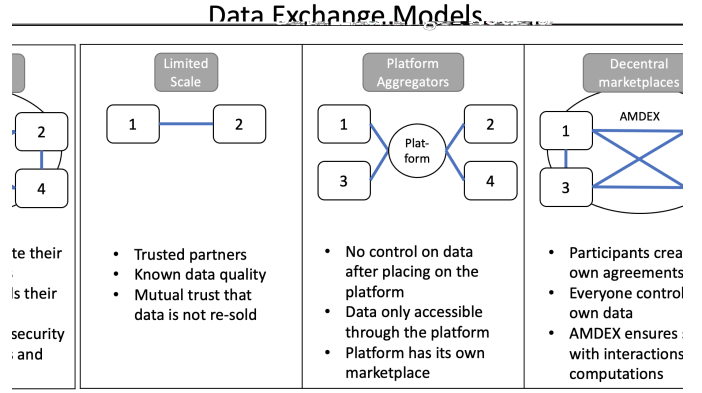 Data Exchange Models
2
4
te their
ls their
security
and
Limited
Scale
1
2
Trusted partners
Known data quality
Mutual trust that
data is not re-sold
Platform
Aggregators
1
2
Plat-
form
3
4
No control on data
after placing on the
platform
Data only accessible
through the platform
Platform has its own
marketplace
Decentral
marketplaces
AMDEX
1
3
Participants crea
own agreements
Everyone control
own data
AMDEX ensures
with interactions
computations